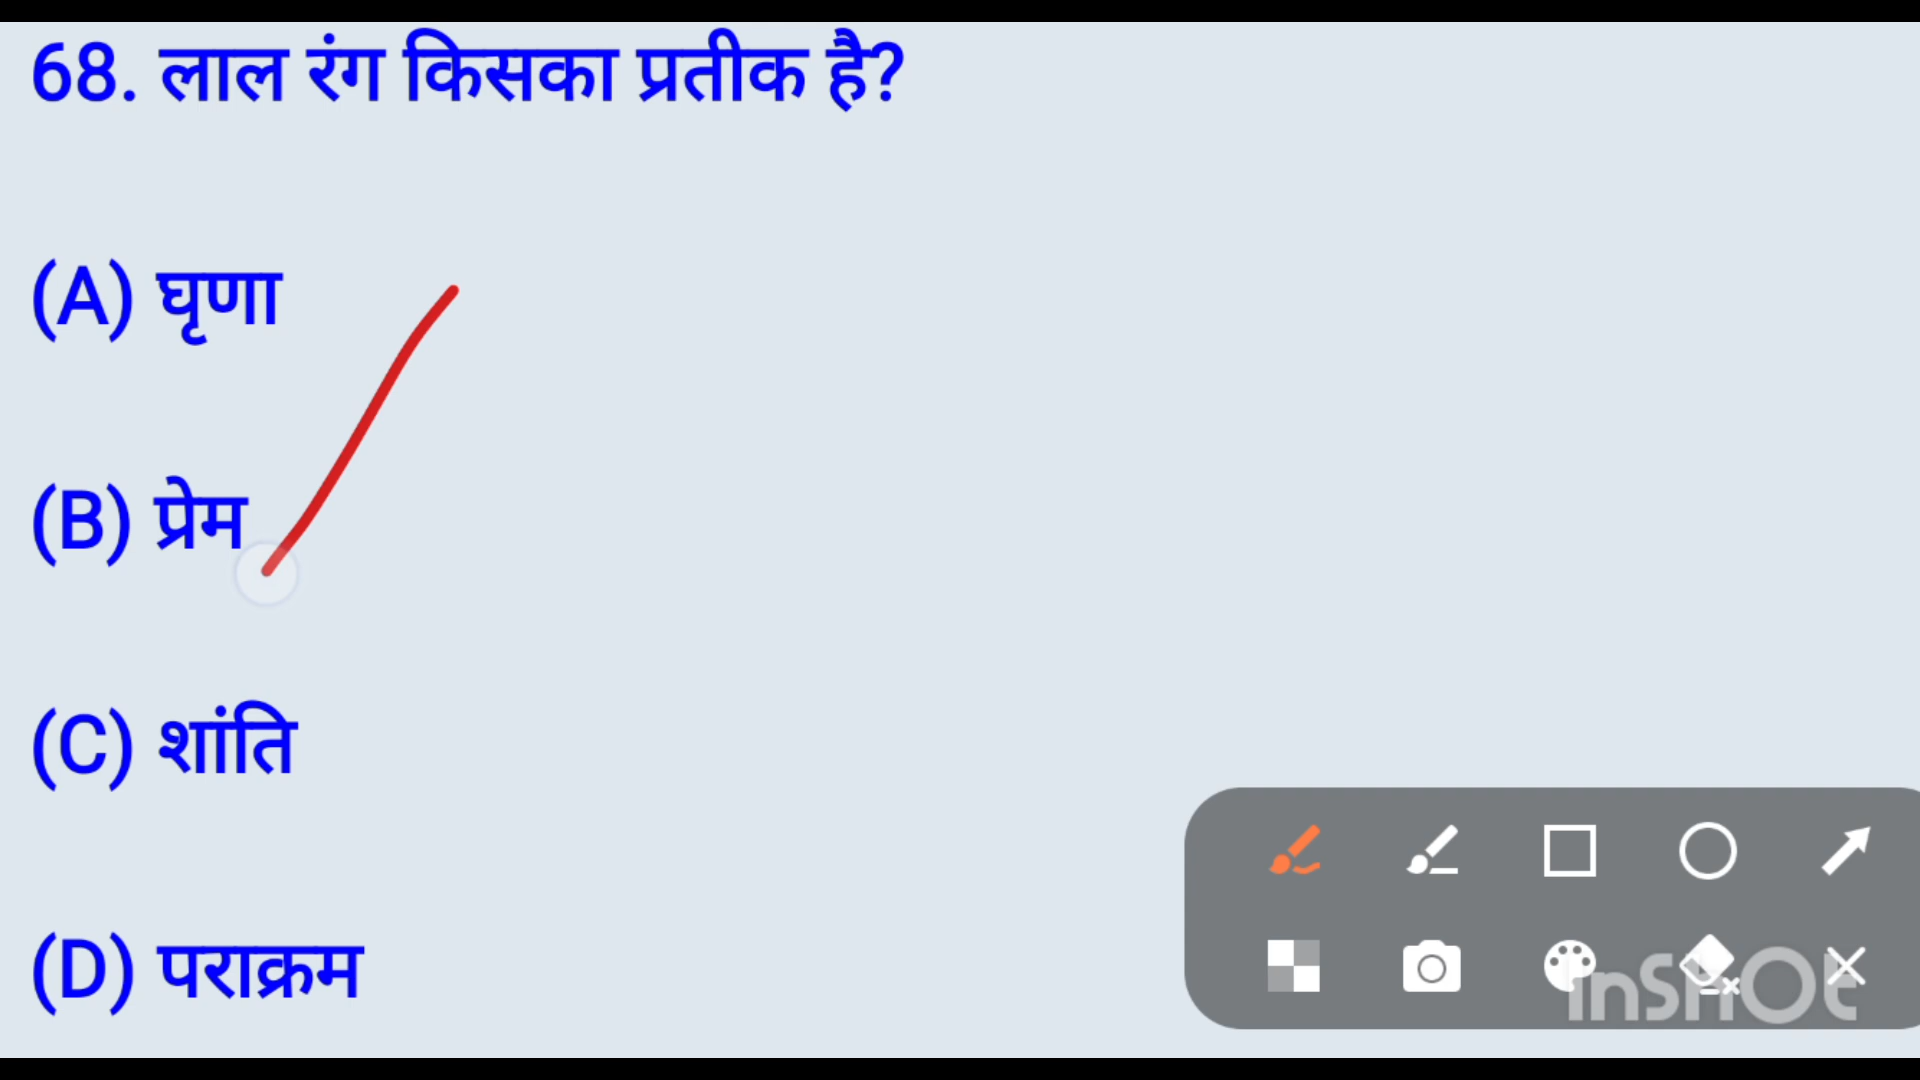 68. लाल रंग किसका प्रतीक है?
(A) घृणा
(B) प्रेम
(C) शांति
(D) पराक्रम
InShOt